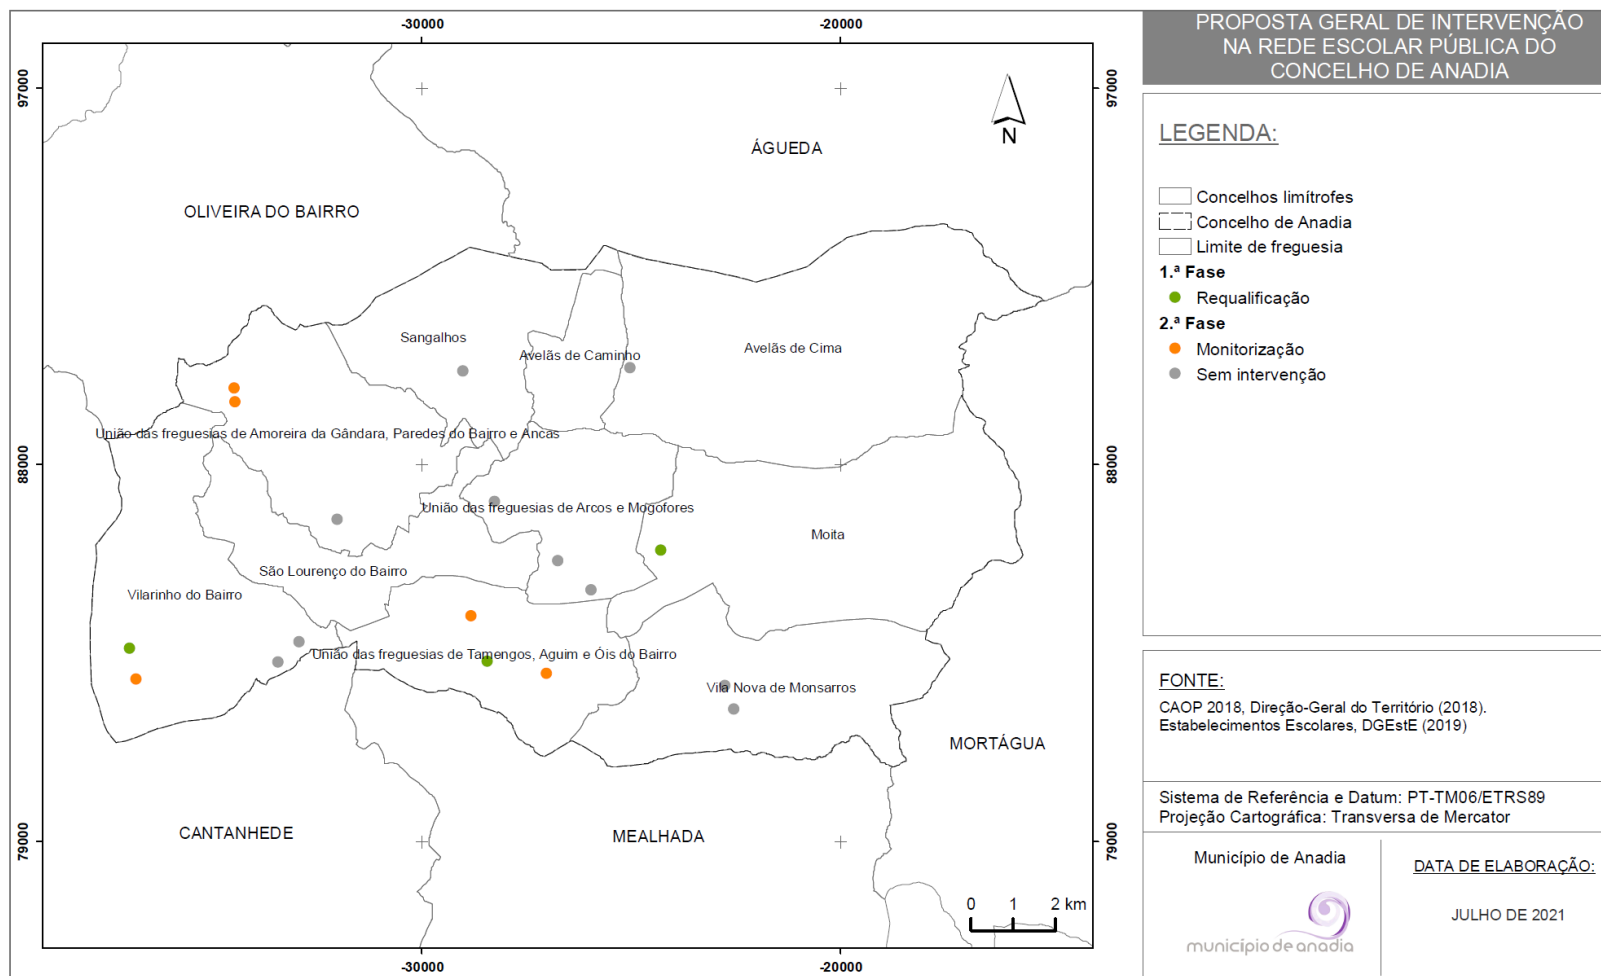 -30000
-20000
PROPOSTA GERAL DE INTERVENÇÃO
NA REDE ESCOLAR PÚBLICA DO
CONCELHO DE ANADIA
97000
97000
N
ÁGUEDA
OLIVEIRA DO BAIRRO
Sangalhos
Avelãs de Caminho
Avelãs de Cima
União das freguesias de Amoreira da Gândara, Paredes do Bairro e Ancas
88000
88000
União das freguesias de Arcos e Mogofores
Moita
São Lourenço do Bairro
Vilarinho do Bairro
União das freguesias de Tamengos, Aguim e Óis do Bairro
Vila Nova de Monsarros
MORTÁGUA
CANTANHEDE
MEALHADA
79000
79000
0 1 2 km
-30000
-20000
LEGENDA:
Concelhos limítrofes
Concelho de Anadia
Limite de freguesia
1.ª Fase
Requalificação
2.ª Fase
Monitorização
Sem intervenção
FONTE:
CAOP 2018, Direção-Geral do Território (2018).
Estabelecimentos Escolares, DGEstE (2019)
Sistema de Referência e Datum: PT-TM06/ETRS89
Projeção Cartográfica: Transversa de Mercator
Município de Anadia
município de anadia
DATA DE ELABORAÇÃO:
JULHO DE 2021